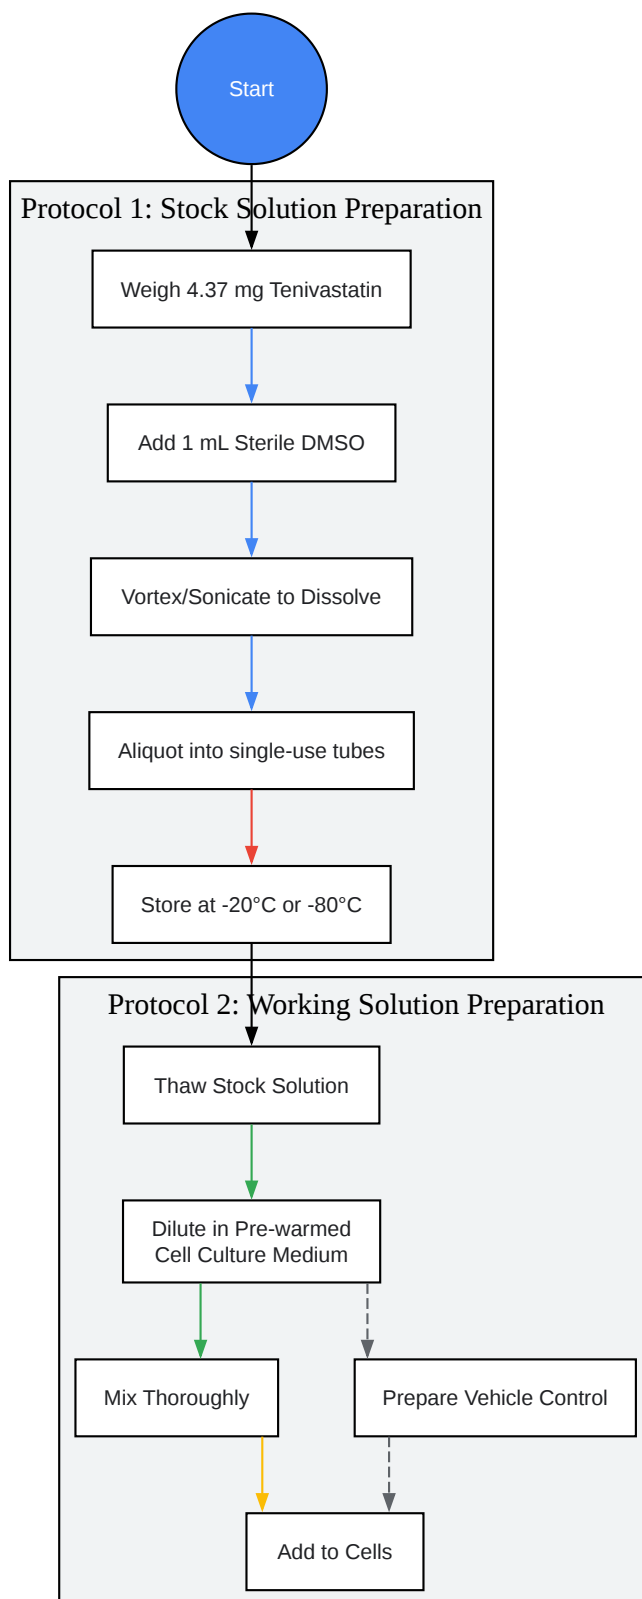 Start
Protocol 1: Stock Solution Preparation
Weigh 4.37 mg Tenivastatin
Add 1 mL Sterile DMSO
Vortex/Sonicate to Dissolve
Aliquot into single-use tubes
Store at -20°C or -80°C
Protocol 2: Working Solution Preparation
Thaw Stock Solution
Dilute in Pre-warmed
Cell Culture Medium
Mix Thoroughly
Prepare Vehicle Control
Add to Cells